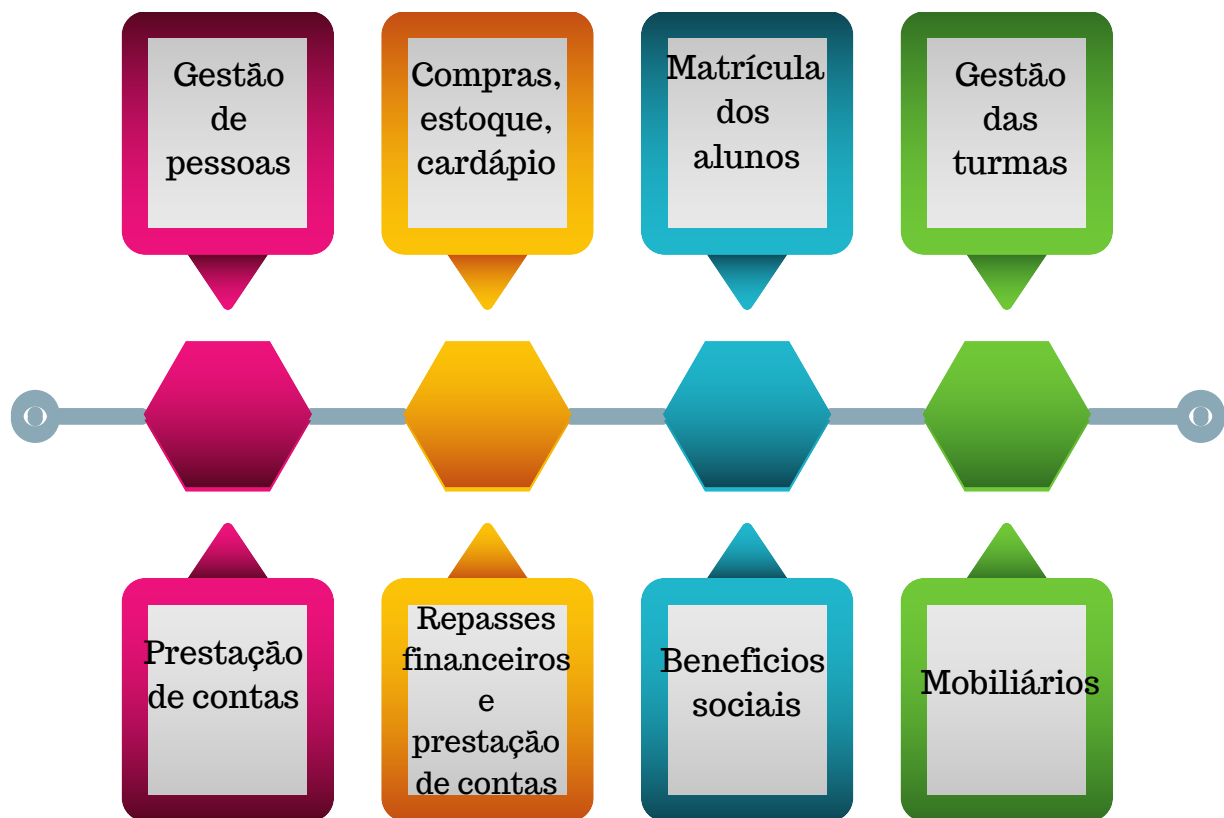 Gestão
de
pessoas
Compras,
estoque,
cardápio
Matrícula
dos
alunos
Gestão
das
turmas
Prestação
de contas
Repasses
financeiros
e
prestação
de contas
Beneficios
sociais
Mobiliários